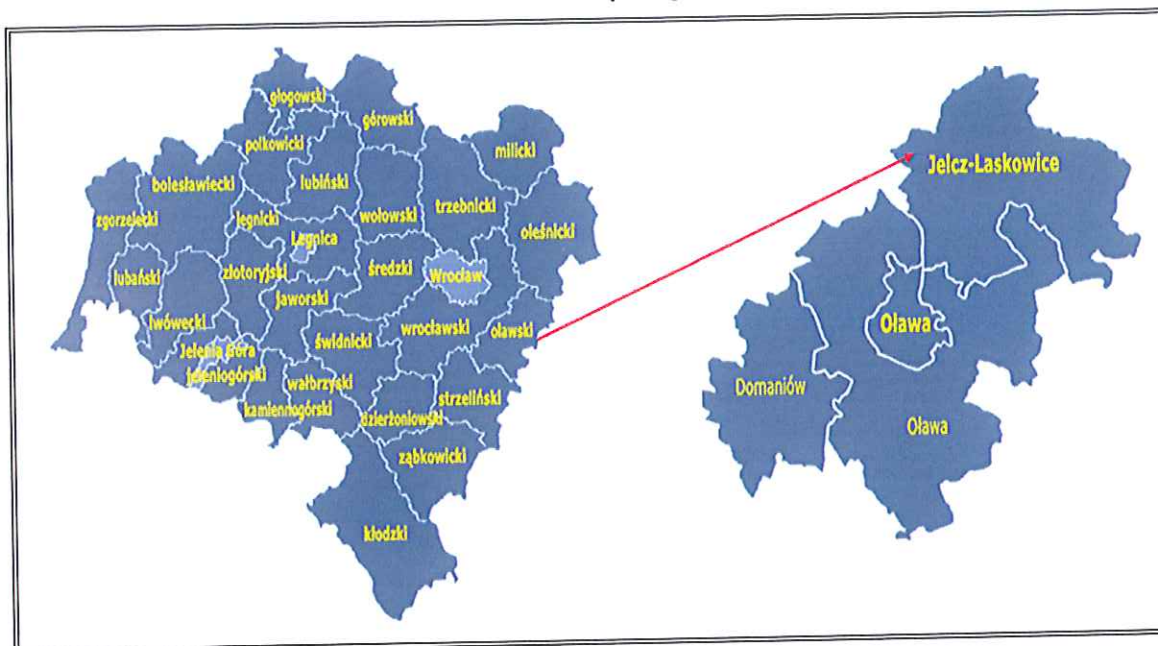 głogowski
górowski
polkowicki
milicki
bolesławiecki
lubiński
zgorzelecki
legnicki
wołowski
trzebnicki
oleśnicki
Legnica
lubański
złotoryjski
średzki
Wrocław
jaworski
lwówecki
świdnicki
wrocławski
oławski
Jelenia Góra
jeleniogórski
wałbrzyski
kamiennogórski
strzeliński
dzierżoniowski
ząbkowicki
kłodzki
Jelcz-Laskowice
Oława
Domaniów
Oława